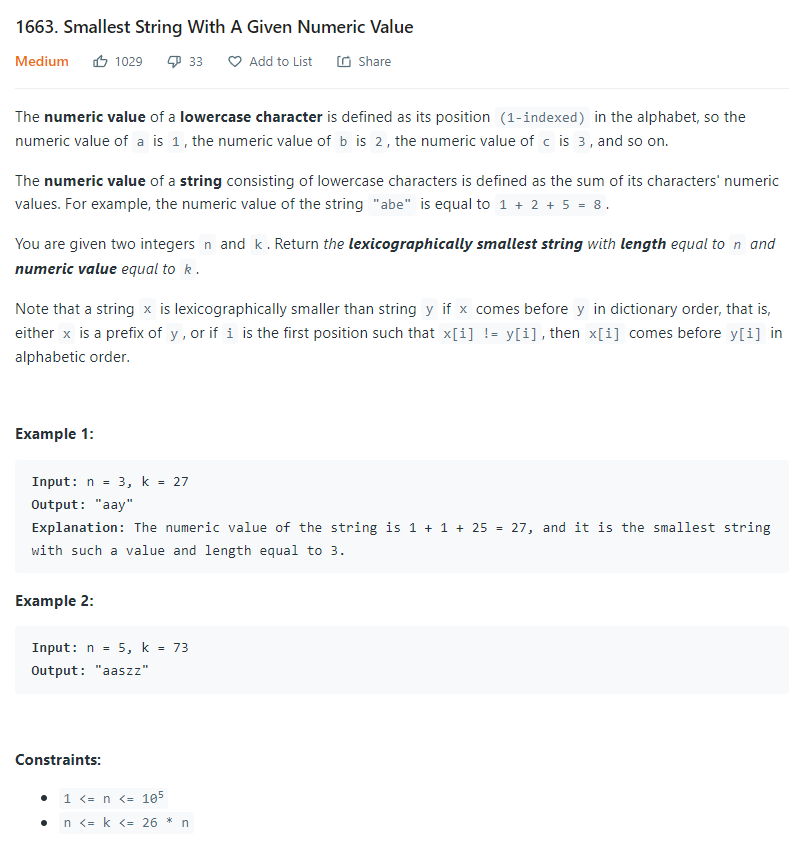 1663. Smallest String With A Given Numeric Value
Medium 1029 33 Add to List Share
The numeric value of a lowercase character is defined as its position (1-indexed) in the alphabet, so the
numeric value of a is 1, the numeric value of b is 2, the numeric value of c is 3, and so on.
The numeric value of a string consisting of lowercase characters is defined as the sum of its characters' numeric
values. For example, the numeric value of the string "abe" is equal to 1 + 2 + 5 = 8.
You are given two integers n and k. Return the lexicographically smallest string with length equal to n and
numeric value equal to k.
Note that a string x is lexicographically smaller than string y if x comes before y in dictionary order, that is,
either x is a prefix of y, or if i is the first position such that x[i] != y[i], then x[i] comes before y[i] in
alphabetic order.
Example 1:
Input: n = 3, k = 27
Output: "aay"
Explanation: The numeric value of the string is 1 + 1 + 25 = 27, and it is the smallest string
with such a value and length equal to 3.
Example 2:
Input: n = 5, k = 73
Output: "aaszz"
Constraints:
• 1 <= n <= 10⁵
• n <= k <= 26 * n